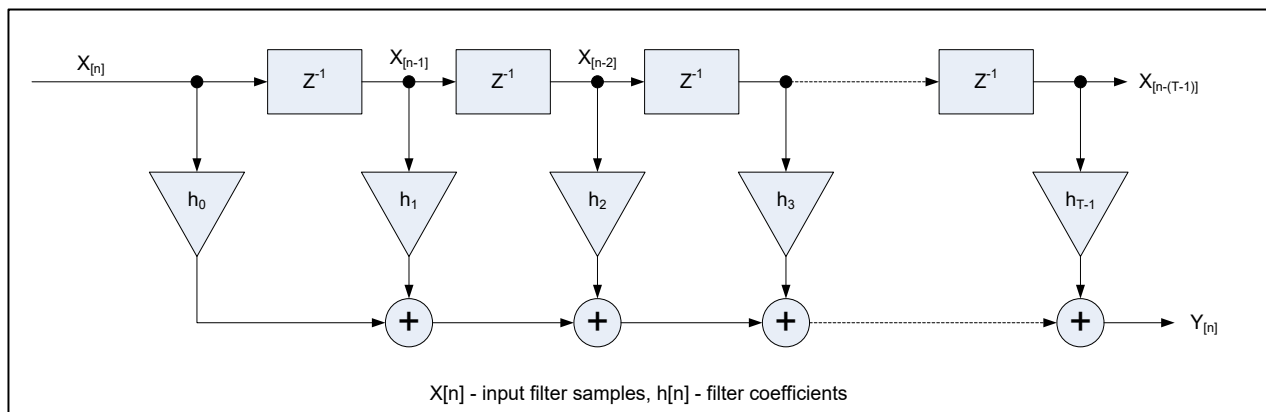 X[n]
X[n-1]
X[n-2]
Z-1
Z-1
Z-1
Z-1
X[n-(T-1)]
h0
h1
h2
h3
hT-1
+
+
+
+
Y[n]
X[n] - input filter samples, h[n] - filter coefficients